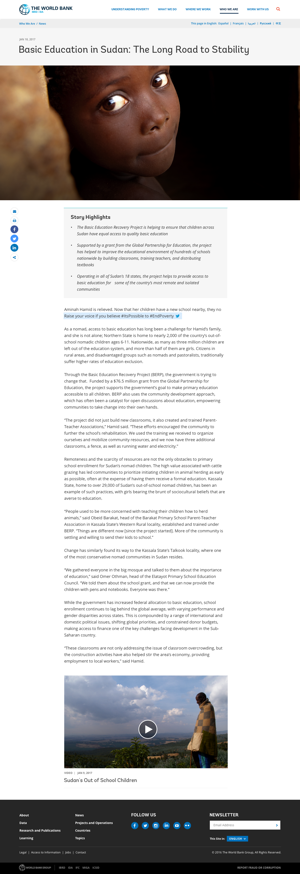 THE WORLD BANK
IBRD · IDA
UNDERSTANDING POVERTY WHAT WE DO WHERE WE WORK WHO WE ARE WORK WITH US
Who We Are / News
This page in: English Español Français العربية Русский 中文
JAN 10, 2017
Basic Education in Sudan: The Long Road to Stability
Story Highlights
The Basic Education Recovery Project is helping to ensure that children across
Sudan have equal access to quality basic education
Supported by a grant from the Global Partnership for Education, the project
has helped to improve the educational environment of hundreds of schools
nationwide by building classrooms, training teachers, and distributing
textbooks
Operating in all of Sudan's 18 states, the project helps to provide access to
basic education for some of the country's most remote and isolated
communities
Aminah Hamid is relieved. Now that her children have a new school nearby, they no
Raise your voice if you believe #ItsPossible to #EndPoverty.
As a nomad, access to basic education has long been a challenge for Hamid's family,
and she is not alone; Northern State is home to nearly 2,000 of the country's out-of-
school nomadic children ages 6-11. Nationwide, as many as three million children are
left out of the education system, and more than half of them are girls. Citizens in
rural areas, and disadvantaged groups such as nomads and pastoralists, traditionally
suffer higher rates of education exclusion.
Through the Basic Education Recovery Project (BERP), the government is trying to
change that. Funded by a $76.5 million grant from the Global Partnership for
Education, the project supports the government's goal to make primary education
accessible to all children. BERP also uses the community development approach,
which has often been a catalyst for open discussions about education, empowering
communities to take charge into their own hands.
"The project did not just build new classrooms, it also created and trained Parent-
Teacher Associations," Hamid said. "These efforts encouraged the community to
further the school's rehabilitation. We used the training we received to organize
ourselves and mobilize community resources, and we now have three additional
classrooms, a fence, as well as running water and electricity."
Remoteness and the scarcity of resources are not the only obstacles to primary
school enrollment for Sudan's nomad children. The high-value associated with cattle
grazing has led communities to prioritize initiating children in animal herding as early
as possible, often at the expense of having them receive a formal education. Kassala
State, home to over 29,000 of Sudan's out-of-school nomad children, has been an
example of such practices, with girls bearing the brunt of sociocultural beliefs that are
averse to education.
"People used to be more concerned with teaching their children how to herd
animals," said Obeid Barakat, Head of the Barakat Primary School Parent-Teacher
Association in Kassala State's Western Rural locality, established and trained under
BERP. "Things are different now [since the project started]. More of the community is
settling and willing to send their kids to school."
Change has similarly found its way to the Kassala State's Talkook locality, where one
of the most conservative nomad communities in Sudan resides.
"We gathered everyone in the big mosque and talked to them about the importance
of education," said Omer Othman, head of the Elatayot Primary School Education
Council. "We told them about the school grant, and that we can now provide the
children with pens and notebooks. Everyone was there."
While the government has increased federal allocation to basic education, school
enrollment continues to lag behind the global average, with varying performance and
gender disparities across states. This is compounded by a range of international and
domestic political issues, shifting global priorities, and constrained donor budgets,
making access to finance one of the key challenges facing development in the Sub-
Saharan country.
"These classrooms are not only addressing the issue of classroom overcrowding, but
the construction activities have also helped stir the area's economy, providing
employment to local workers," said Hamid.
VIDEO JAN 9, 2017
Sudan's Out of School Children
About
Data
Research and Publications
Learning
News
Projects and Operations
Countries
Topics
FOLLOW US
NEWSLETTER
Legal Access to Information Jobs Contact
This Site in: ENGLISH
© 2016 The World Bank Group, All Rights Reserved.
WORLD BANK GROUP IBRD IDA IFC MIGA ICSID
REPORT FRAUD OR CORRUPTION